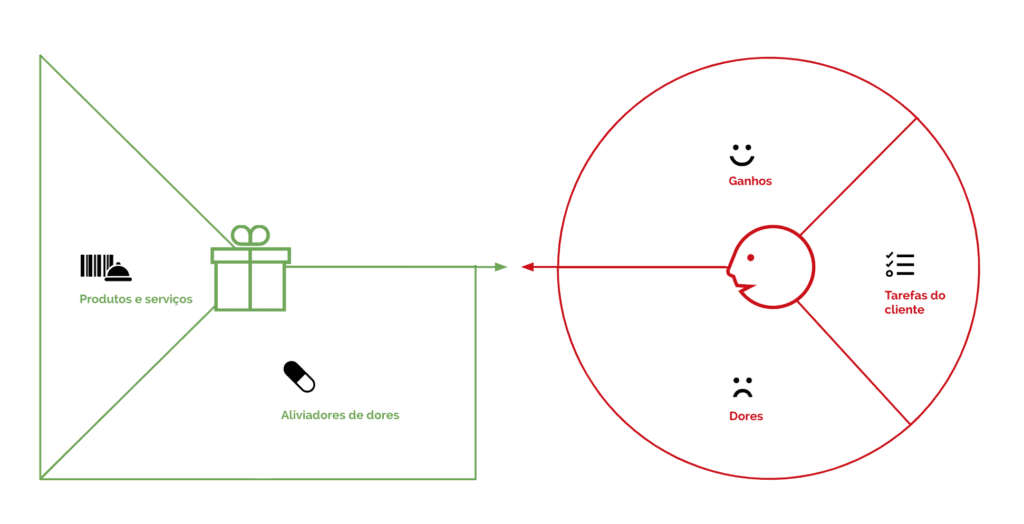 Ganhos
Produtos e serviços
Tarefas do
cliente
Aliviadores de dores
Dores